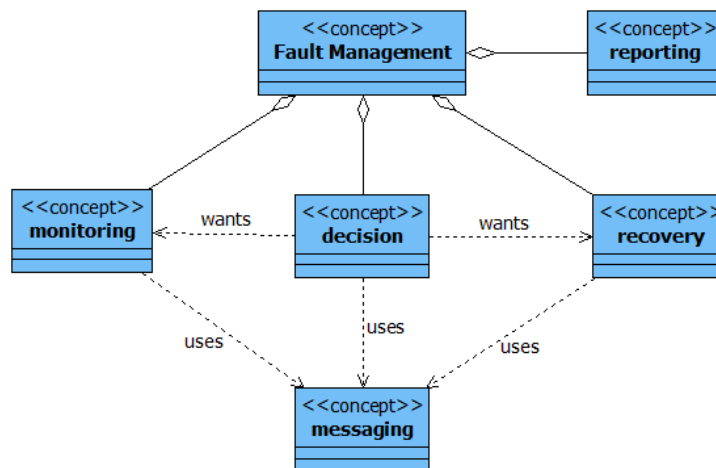 <<concept>>
Fault Management
<<concept>>
reporting
<<concept>>
monitoring
wants
<<concept>>
decision
wants
<<concept>>
recovery
uses
uses
uses
<<concept>>
messaging